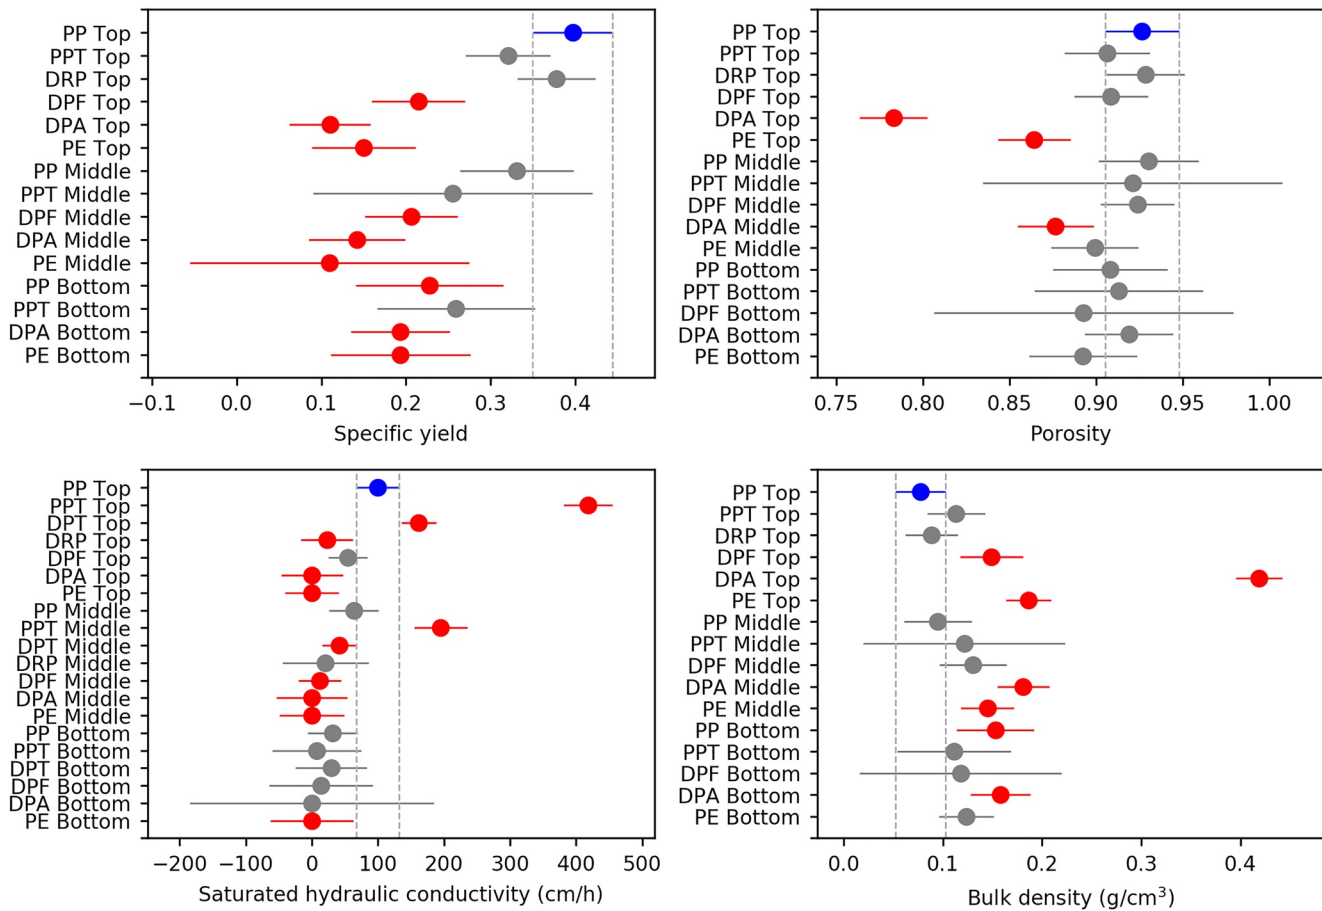 PP Top
PPT Top
DRP Top
DPF Top
DPA Top
PE Top
PP Middle
PPT Middle
DPF Middle
DPA Middle
PE Middle
PP Bottom
PPT Bottom
DPA Bottom
PE Bottom
−0.1 0.0 0.1 0.2 0.3 0.4
Specific yield
PP Top
PPT Top
DRP Top
DPF Top
DPA Top
PE Top
PP Middle
PPT Middle
DPF Middle
DPA Middle
PE Middle
PP Bottom
PPT Bottom
DPF Bottom
DPA Bottom
PE Bottom
0.75 0.80 0.85 0.90 0.95 1.00
Porosity
PP Top
PPT Top
DPT Top
DRP Top
DPF Top
DPA Top
PE Top
PP Middle
PPT Middle
DPT Middle
DRP Middle
DPF Middle
DPA Middle
PE Middle
PP Bottom
PPT Bottom
DPT Bottom
DPF Bottom
DPA Bottom
PE Bottom
−200 −100 0 100 200 300 400 500
Saturated hydraulic conductivity (cm/h)
PP Top
PPT Top
DRP Top
DPF Top
DPA Top
PE Top
PP Middle
PPT Middle
DPF Middle
DPA Middle
PE Middle
PP Bottom
PPT Bottom
DPF Bottom
DPA Bottom
PE Bottom
0.0 0.1 0.2 0.3 0.4
Bulk density (g/cm³)